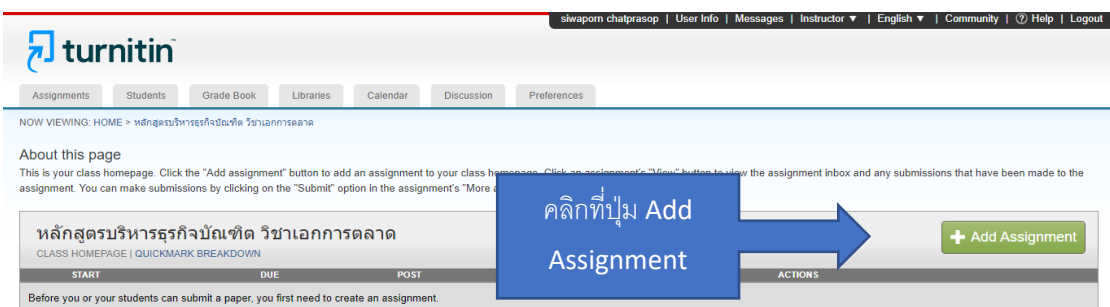 siwaporn chatprasop | User Info | Messages | Instructor ▼ | English ▼ | Community | ? Help | Logout
turnitin
Assignments Students Grade Book Libraries Calendar Discussion Preferences
NOW VIEWING: HOME > หลักสูตรบริหารธุรกิจบัณฑิต วิชาเอกการตลาด
About this page
This is your class homepage. Click the "Add assignment" button to add an assignment to your class homepage. Click an assignment's "View" button to view the assignment inbox and any submissions that have been made to the
assignment. You can make submissions by clicking on the "Submit" option in the assignment's "More
คลิกที่ปุ่ม Add
Assignment
หลักสูตรบริหารธุรกิจบัณฑิต วิชาเอกการตลาด
CLASS HOMEPAGE | QUICKMARK BREAKDOWN
+ Add Assignment
START DUE POST ACTIONS
Before you or your students can submit a paper, you first need to create an assignment.